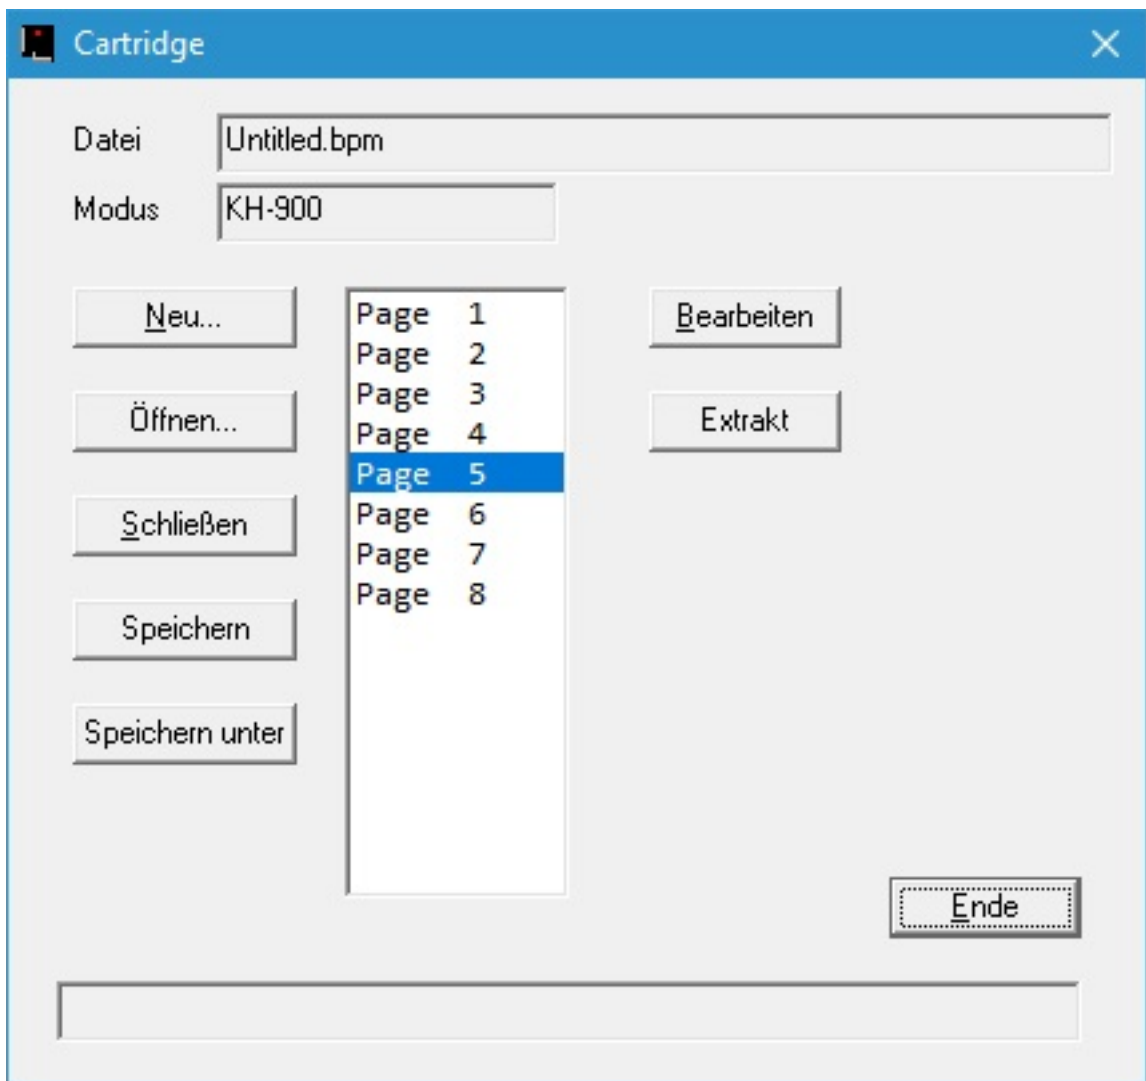 Cartridge
Datei Untitled.bpm
Modus KH-900
Neu...
Öffnen...
Schließen
Speichern
Speichern unter
Page 1
Page 2
Page 3
Page 4
Page 5
Page 6
Page 7
Page 8
Bearbeiten
Extrakt
Ende